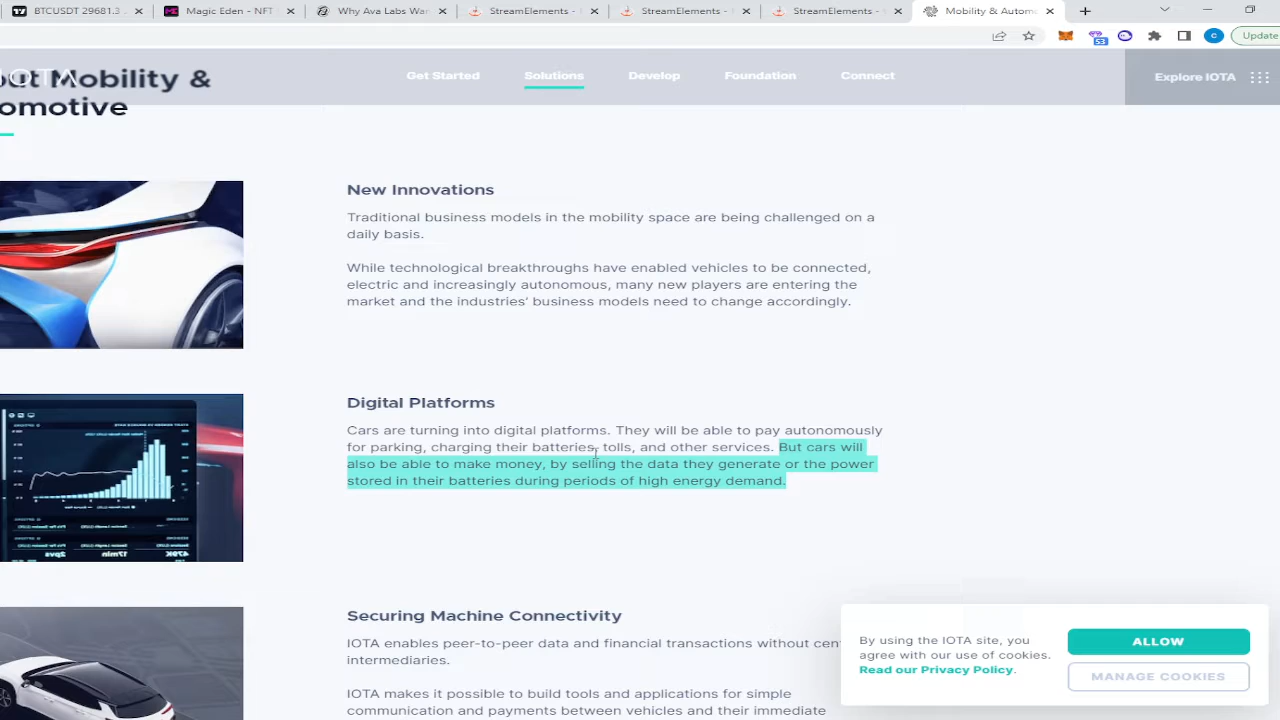 BTCUSDT 29681.3
Magic Eden - NFT
Why Ava Labs Wan
StreamElements -
StreamElements -
StreamElements -
Mobility & Autom
53
C
Update
IOTA
Get Started
Solutions
Develop
Foundation
Connect
Explore IOTA
Mobility &
omotive
New Innovations
Traditional business models in the mobility space are being challenged on a
daily basis.
While technological breakthroughs have enabled vehicles to be connected,
electric and increasingly autonomous, many new players are entering the
market and the industries' business models need to change accordingly.
Digital Platforms
Cars are turning into digital platforms. They will be able to pay autonomously
for parking, charging their batteries, tolls, and other services. But cars will
also be able to make money, by selling the data they generate or the power
stored in their batteries during periods of high energy demand.
479K
17min
2pvs
Securing Machine Connectivity
IOTA enables peer-to-peer data and financial transactions without cen
intermediaries.
IOTA makes it possible to build tools and applications for simple
communication and payments between vehicles and their immediate
By using the IOTA site, you
agree with our use of cookies.
Read our Privacy Policy.
ALLOW
MANAGE COOKIES